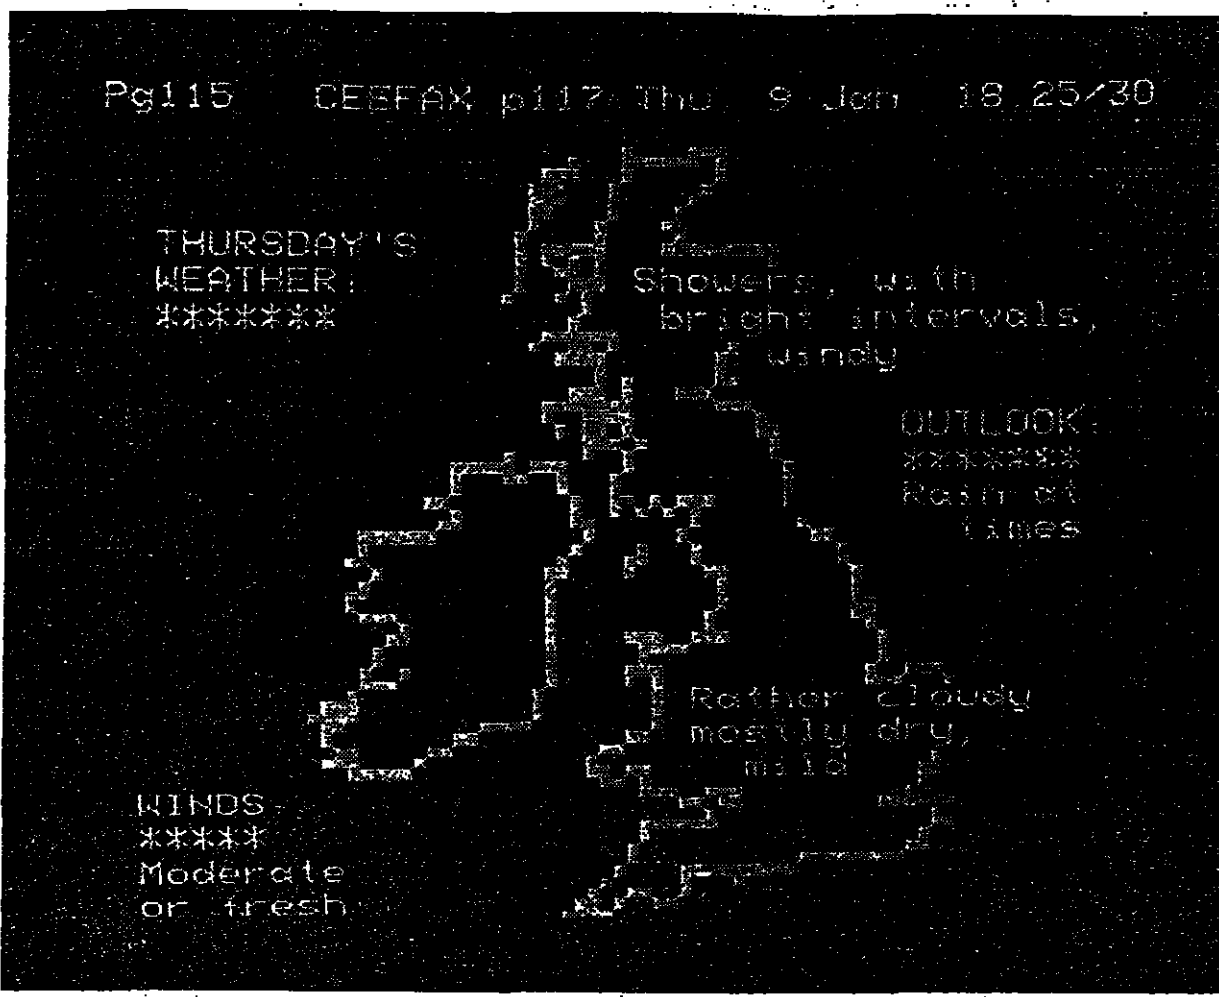 Pg115 CEEFAX p117 Thu 9 Jan 18 25/30
THURSDAY'S
WEATHER:
*******
Showers, with
bright intervals,
windy
OUTLOOK:
*******
Rain at
times
Rather cloudy
mostly dry,
mild
WINDS
*****
Moderate
or fresh